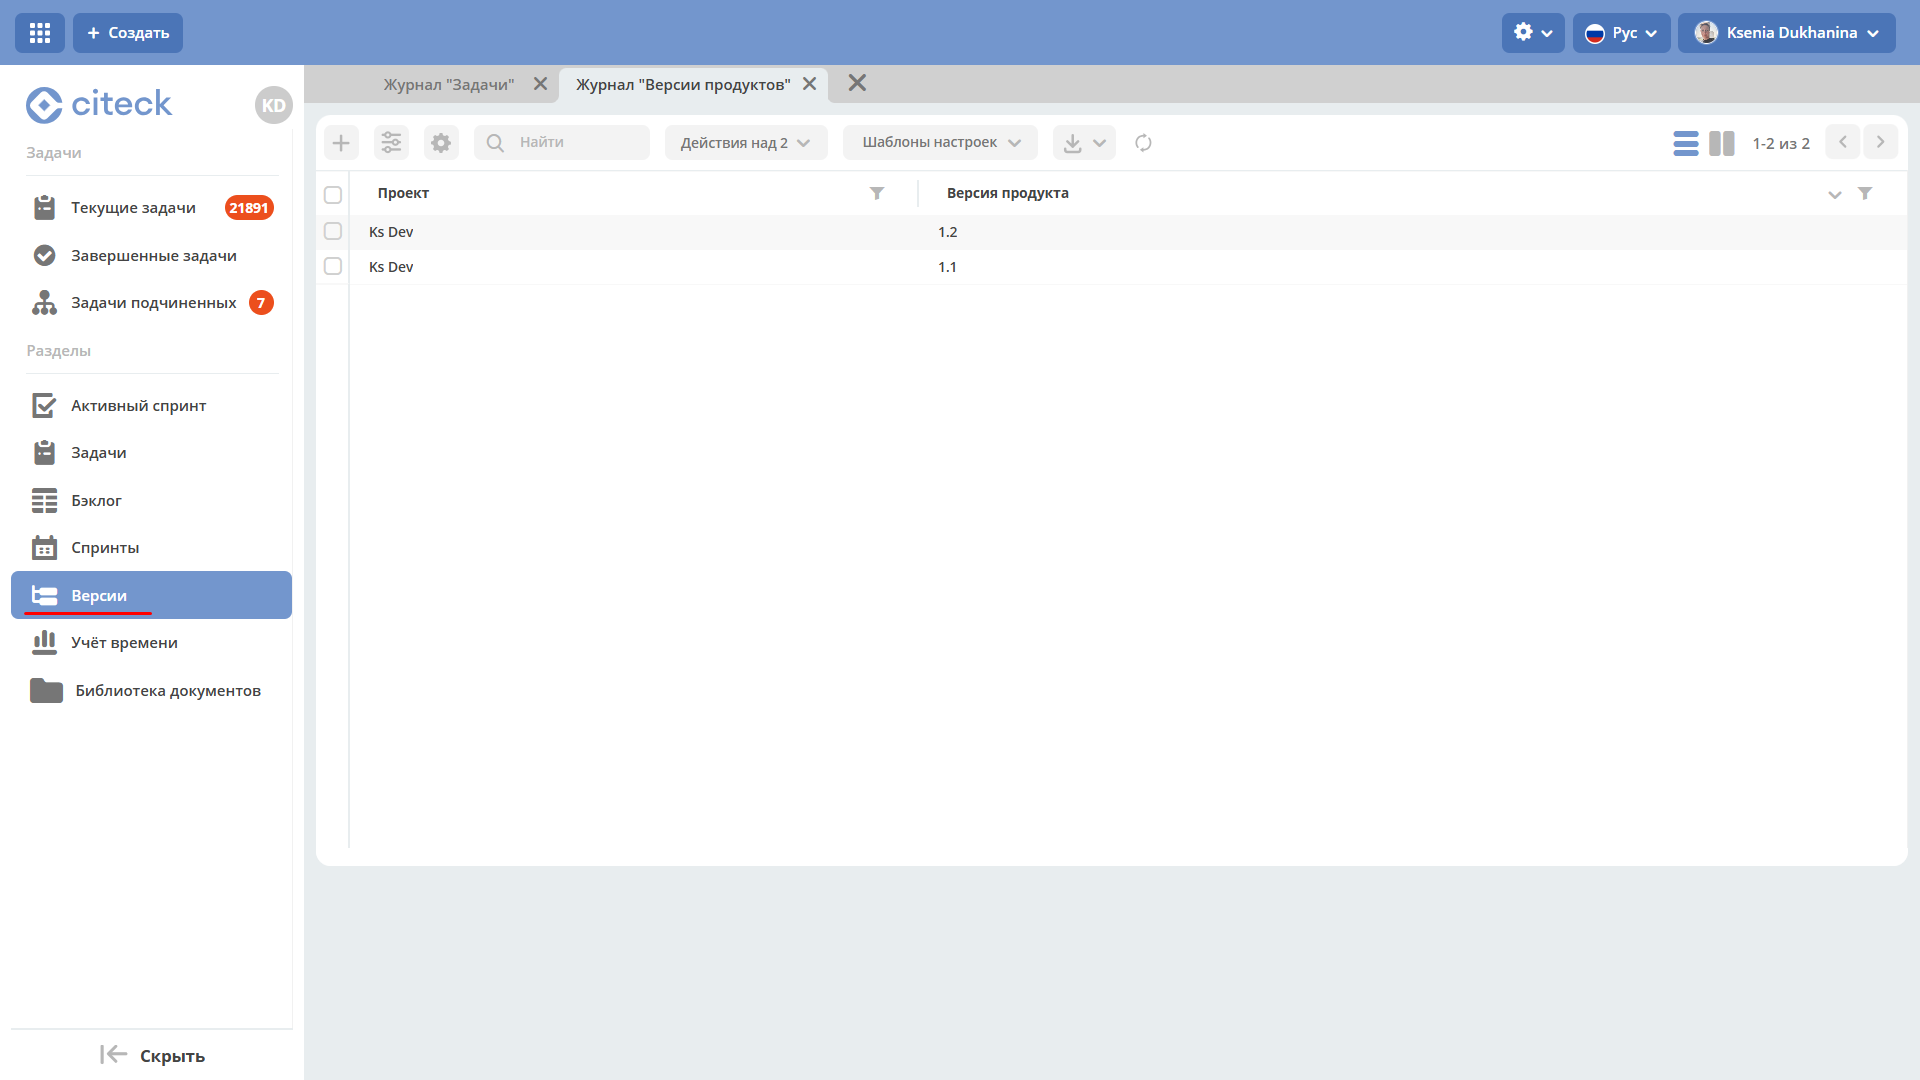 Создать
Рус
Ksenia Dukhanina
citeck
KD
Журнал "Задачи"
Журнал "Версии продуктов"
Задачи
Текущие задачи 21891
Завершенные задачи
Задачи подчиненных 7
Разделы
Активный спринт
Задачи
Бэклог
Спринты
Версии
Учёт времени
Библиотека документов
Скрыть
Найти
Действия над 2
Шаблоны настроек
1-2 из 2
Проект Версия продукта
Ks Dev 1.2
Ks Dev 1.1